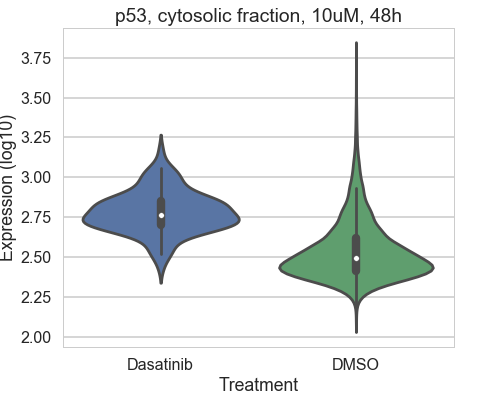 p53, cytosolic fraction, 10uM, 48h
3.75
3.50
3.25
3.00
2.75
2.50
2.25
2.00
Expression (log10)
Dasatinib
DMSO
Treatment